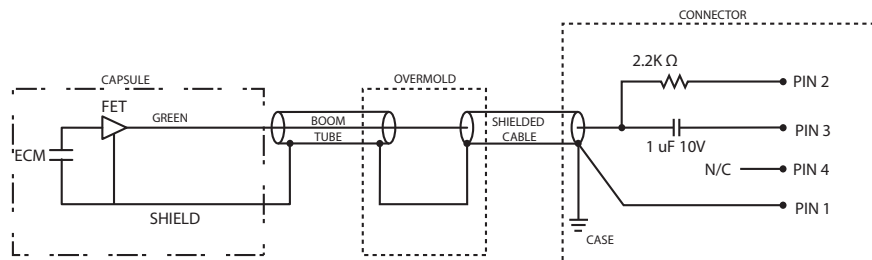 CONNECTOR
2.2K Ω
PIN 2
CAPSULE
OVERMOLD
FET
GREEN
BOOM
TUBE
SHIELDED
CABLE
PIN 3
1 uF 10V
ECM
N/C
PIN 4
SHIELD
PIN 1
CASE